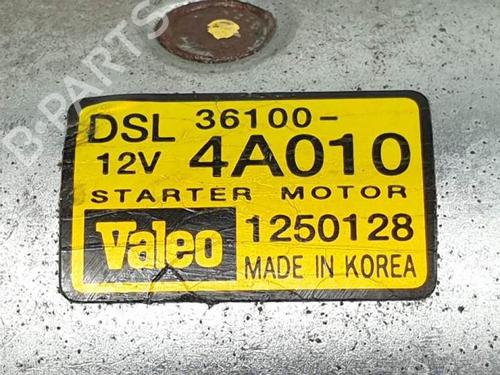 B-PARTS
DSL 36100-
12V 4A010
STARTER MOTOR
Valeo 1250128
MADE IN KOREA